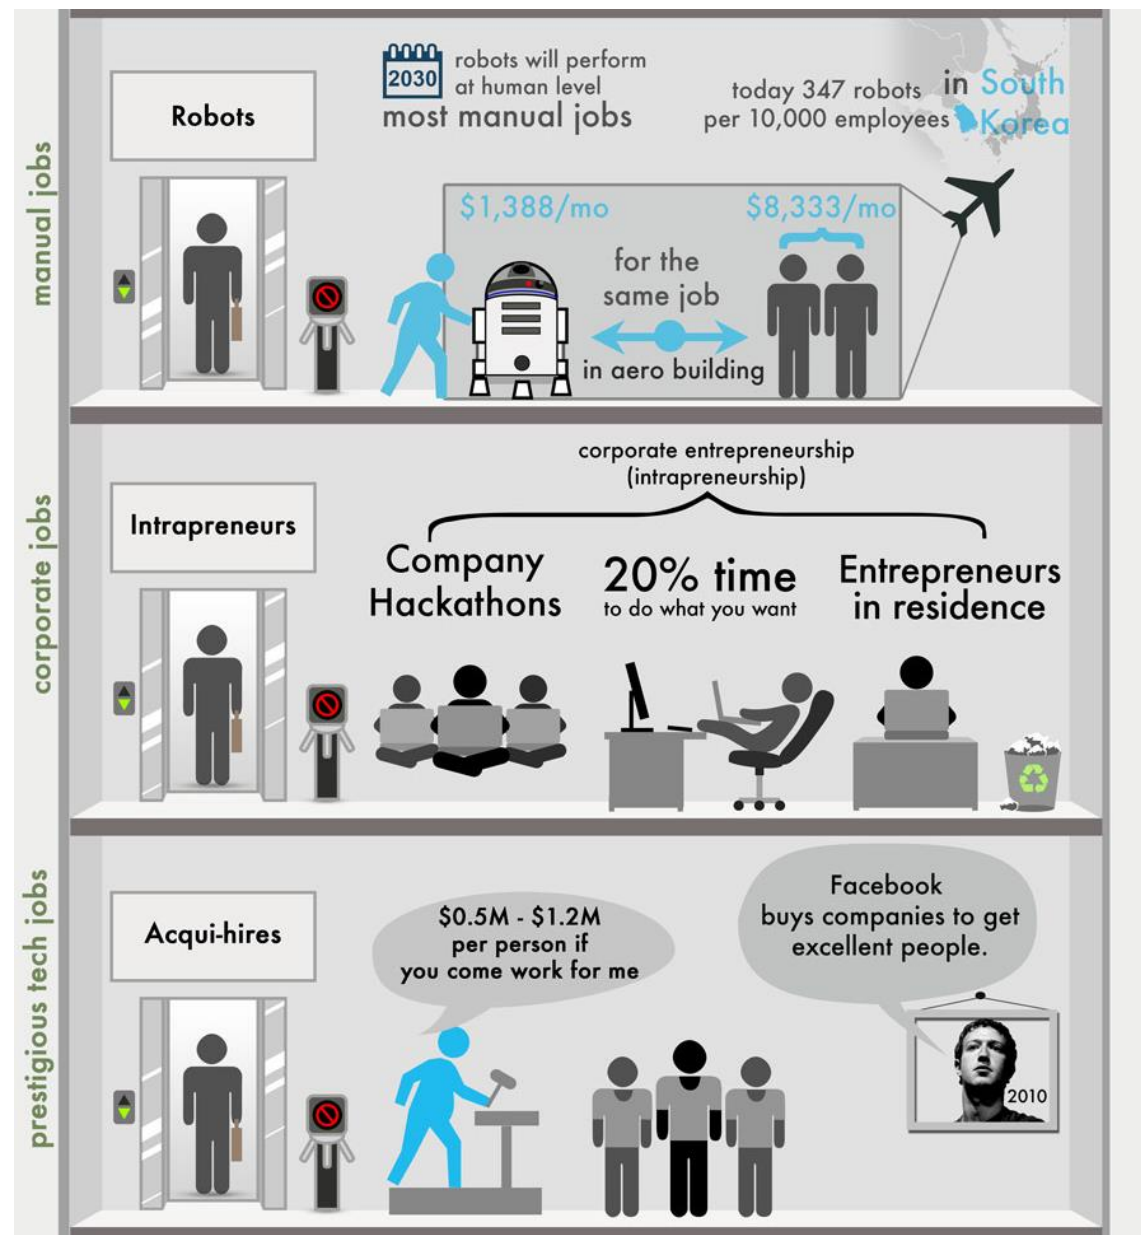 manual jobs
Robots
2030
robots will perform
at human level
most manual jobs
today 347 robots
per 10,000 employees
in South
Korea
$1,388/mo
$8,333/mo
for the
same job
in aero building
corporate jobs
Intrapreneurs
corporate entrepreneurship
(intrapreneurship)
Company
Hackathons
20% time
to do what you want
Entrepreneurs
in residence
prestigious tech jobs
Acqui-hires
$0.5M - $1.2M
per person if
you come work for me
Facebook
buys companies to get
excellent people.
2010